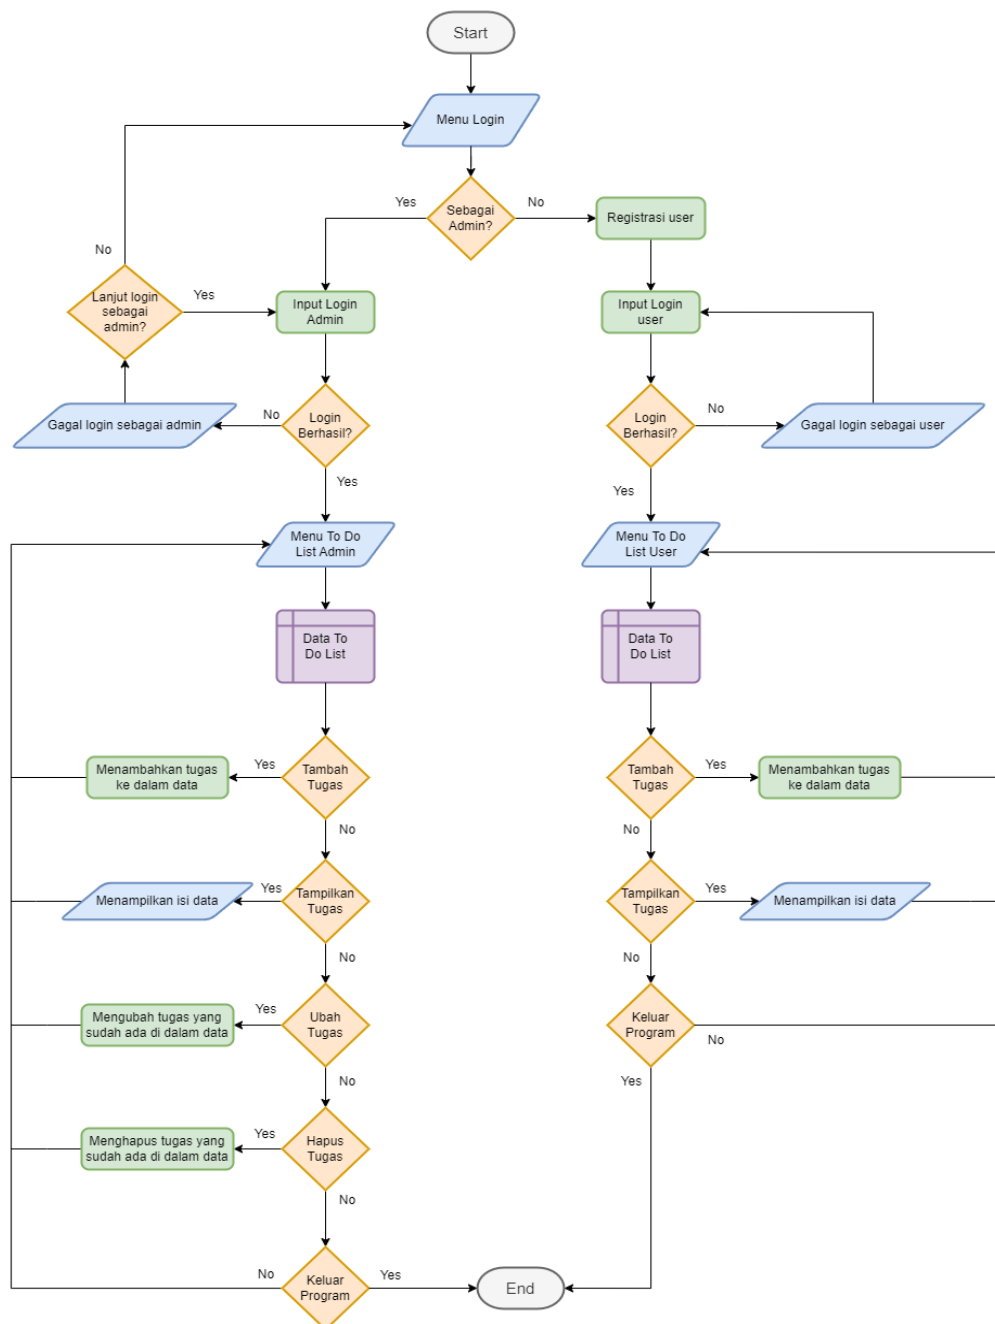 Start
Menu Login
Yes
Sebagai
Admin?
No
Registrasi user
No
Lanjut login
sebagai
admin?
Yes
Input Login
Admin
Input Login
user
Gagal login sebagai admin
No
Login
Berhasil?
Login
Berhasil?
No
Gagal login sebagai user
Yes
Yes
Menu To Do
List Admin
Menu To Do
List User
Data To
Do List
Data To
Do List
Menambahkan tugas
ke dalam data
Yes
Tambah
Tugas
Tambah
Tugas
Yes
Menambahkan tugas
ke dalam data
No
No
Menampilkan isi data
Yes
Tampilkan
Tugas
Tampilkan
Tugas
Yes
Menampilkan isi data
No
No
Mengubah tugas yang
sudah ada di dalam data
Yes
Ubah
Tugas
Keluar
Program
No
No
Yes
Menghapus tugas yang
sudah ada di dalam data
Yes
Hapus
Tugas
No
No
Keluar
Program
Yes
End